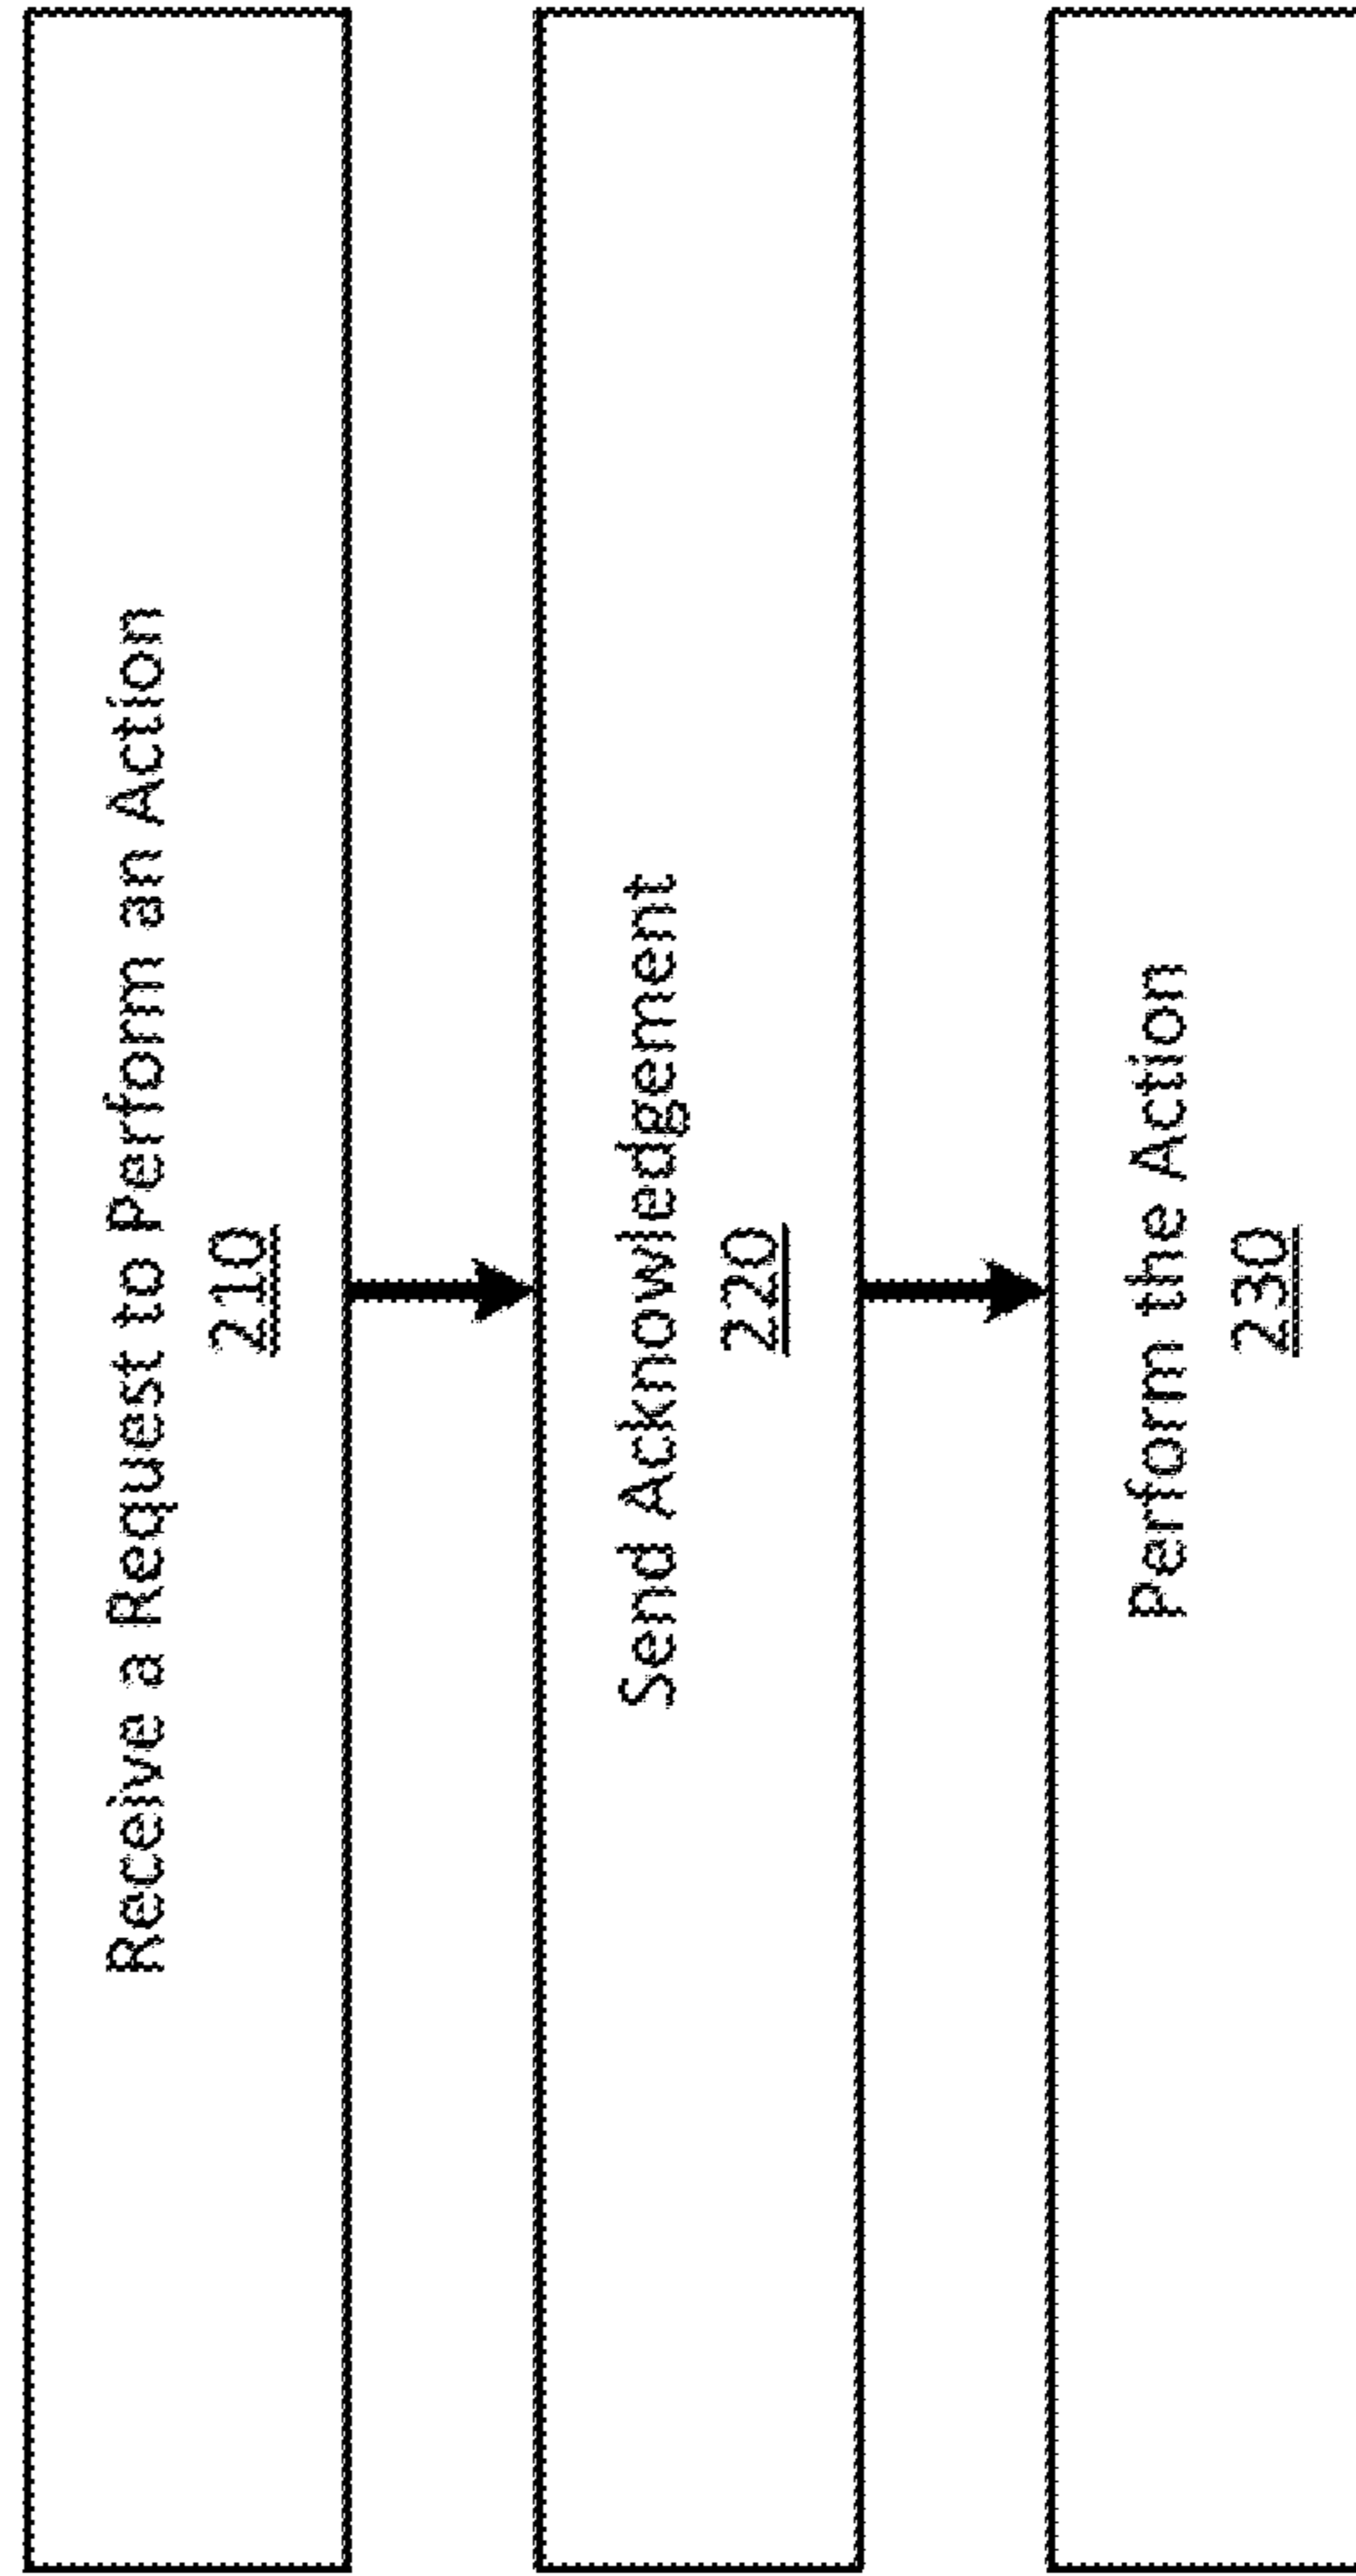 Receive a Request to Perform an Action
210
Send Acknowledgement
220
Perform the Action
230